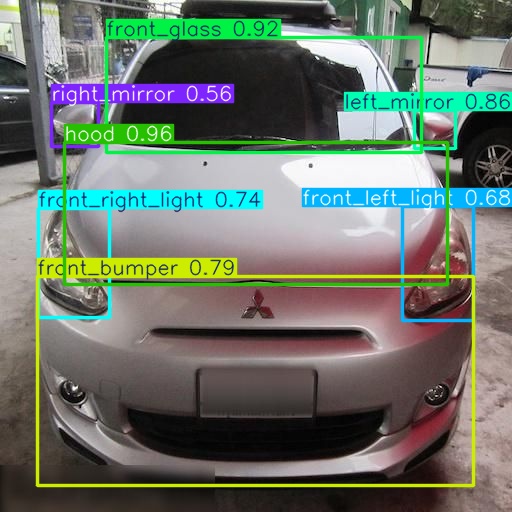 front_glass 0.92
right_mirror 0.56
left_mirror 0.86
hood 0.96
front_right_light 0.74
front_left_light 0.68
front_bumper 0.79